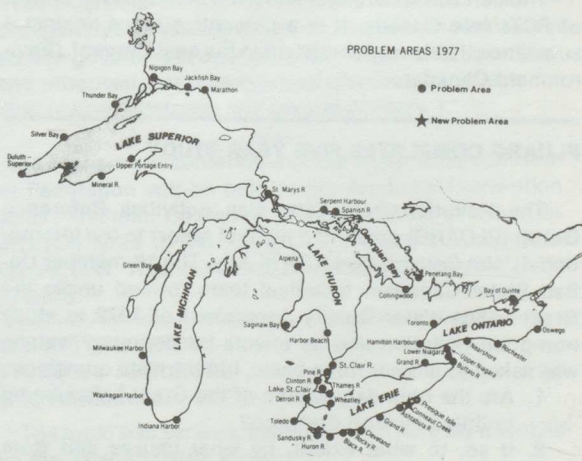 PROBLEM AREAS 1977
Problem Area
New Problem Area
Nipigon Bay
Jackfish Bay
Marathon
Thunder Bay
Silver Bay
LAKE SUPERIOR
Duluth –
Superior
Upper Portage Entry
Mineral R.
St. Marys R.
Serpent Harbour
Spanish R.
Georgian Bay
Green Bay
Alpena
LAKE HURON
Penetang Bay
Collingwood
Bay of Quinte
LAKE MICHIGAN
Saginaw Bay
Harbor Beach
Toronto
LAKE ONTARIO
Oswego
Hamilton Harbour
Lower Niagara
Nearshore
Rochester
Milwaukee Harbor
St. Clair R.
Grand R.
Upper Niagara
Buffalo R.
Pine R.
Clinton R.
Thames R.
Lake St. Clair
Waukegan Harbor
Detroit R.
Wheatley
LAKE ERIE
Presque Isle
Conneaut Creek
Ashtabula R.
Indiana Harbor
Toledo
Grand R.
Sandusky R.
Cleveland
Huron R.
Rocky R.
Black R.